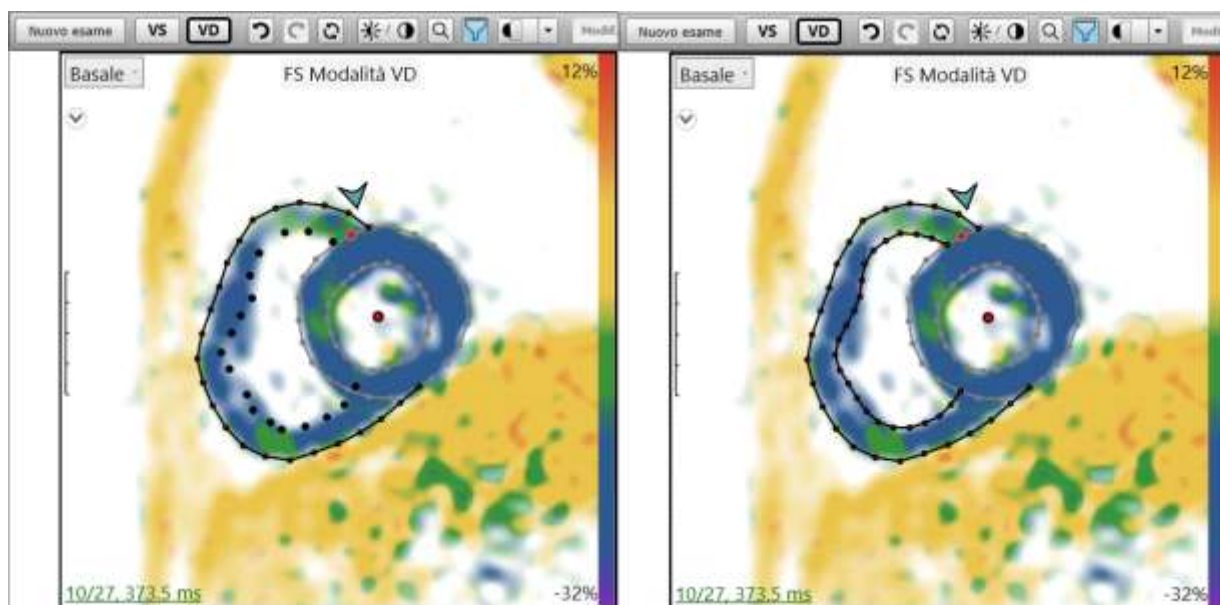 Nuovo esame VS VD
Basale FS Modalità VD 12%
10/27, 373.5 ms -32%
Nuovo esame VS VD
Basale FS Modalità VD 12%
10/27, 373.5 ms -32%